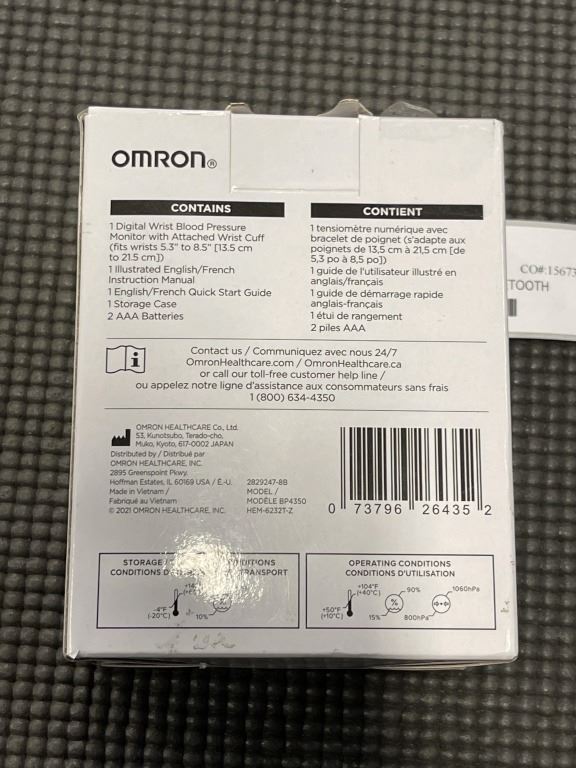 OMRON®
CONTAINS
1 Digital Wrist Blood Pressure
Monitor with Attached Wrist Cuff
(fits wrists 5.3" to 8.5" [13.5 cm
to 21.5 cm])
1 Illustrated English/French
Instruction Manual
1 English/French Quick Start Guide
1 Storage Case
2 AAA Batteries
CONTIENT
1 tensiomètre numérique avec
bracelet de poignet (s'adapte aux
poignets de 13,5 cm à 21,5 cm [de
5,3 po à 8,5 po])
1 guide de l'utilisateur illustré en
anglais/français
1 guide de démarrage rapide
anglais-français
1 étui de rangement
2 piles AAA
CO#:15673
TOOTH
Contact us / Communiquez avec nous 24/7
OmronHealthcare.com / OmronHealthcare.ca
or call our toll-free customer help line /
ou appelez notre ligne d'assistance aux consommateurs sans frais
1 (800) 634-4350
OMRON HEALTHCARE Co., Ltd.
53, Kunotsubo, Terado-cho,
Muko, Kyoto, 617-0002 JAPAN
Distributed by / Distribué par
OMRON HEALTHCARE, INC.
2895 Greenspoint Pkwy.
Hoffman Estates, IL 60169 USA / É.-U.
Made in Vietnam /
Fabriqué au Vietnam
© 2021 OMRON HEALTHCARE, INC.
2829247-8B
MODEL /
MODÈLE BP4350
HEM-6232T-Z
0 73796 26435 2
STORAGE
CONDITIONS
-4°F
(-20°C)
10%
OPERATING CONDITIONS
CONDITIONS D'UTILISATION
+104°F
(+40°C)
+50°F
(+10°C)
%
90%
15%
1060hPa
800hPa